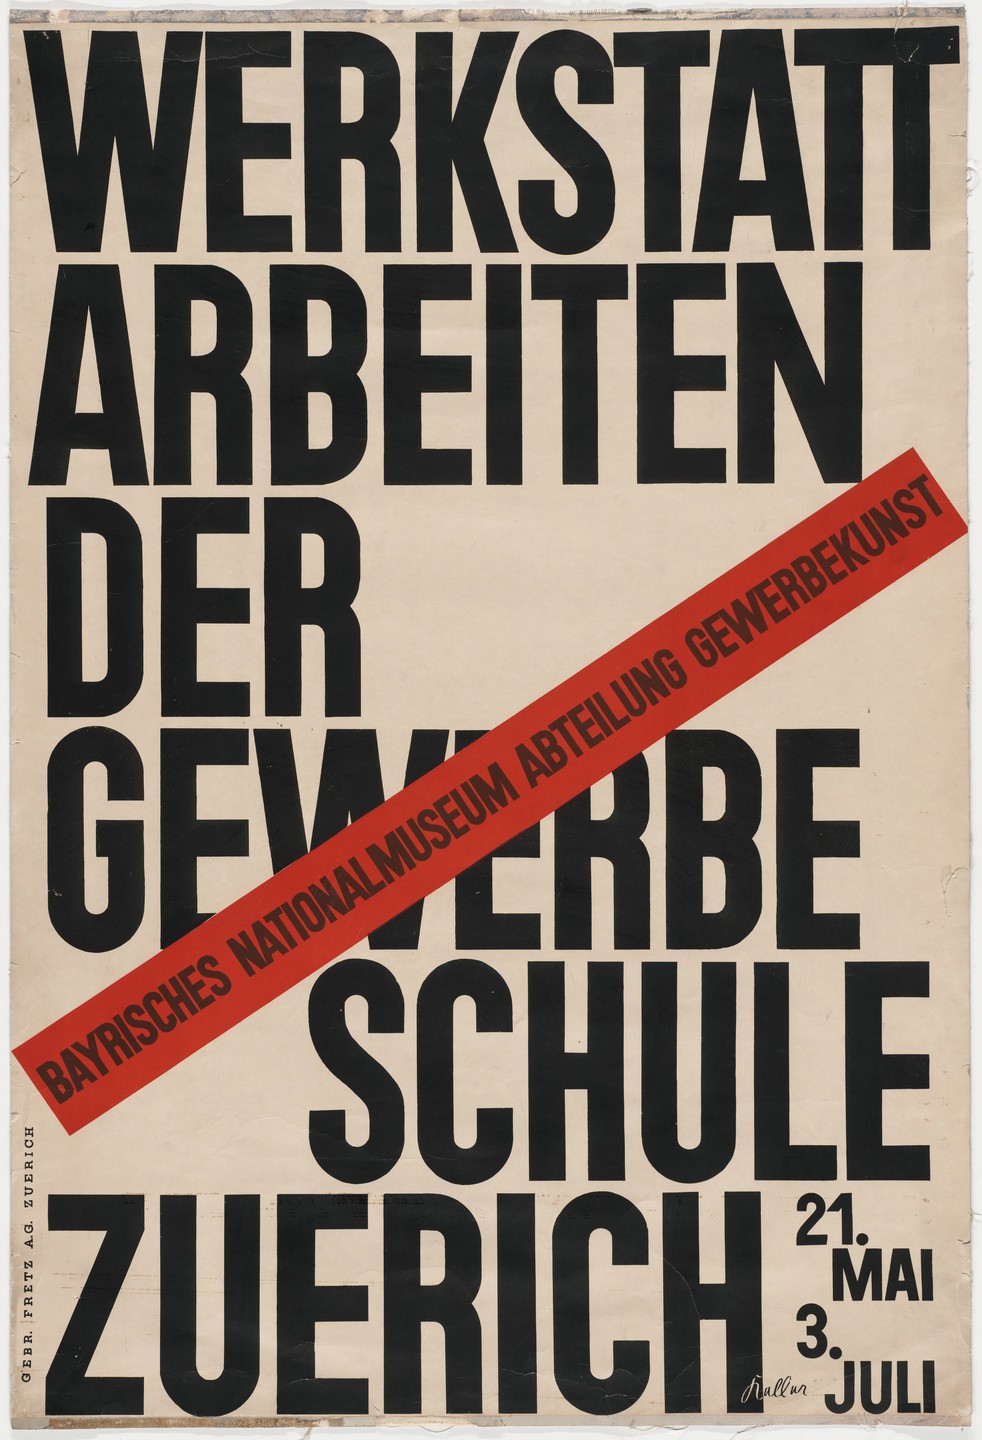 WERKSTATT
ARBEITEN
DER
GEWERBE
SCHULE
ZUERICH
BAYRISCHES NATIONALMUSEUM ABTEILUNG GEWERBEKUNST
21.
MAI
3.
JULI
GEBR. FRETZ A.G. ZUERICH